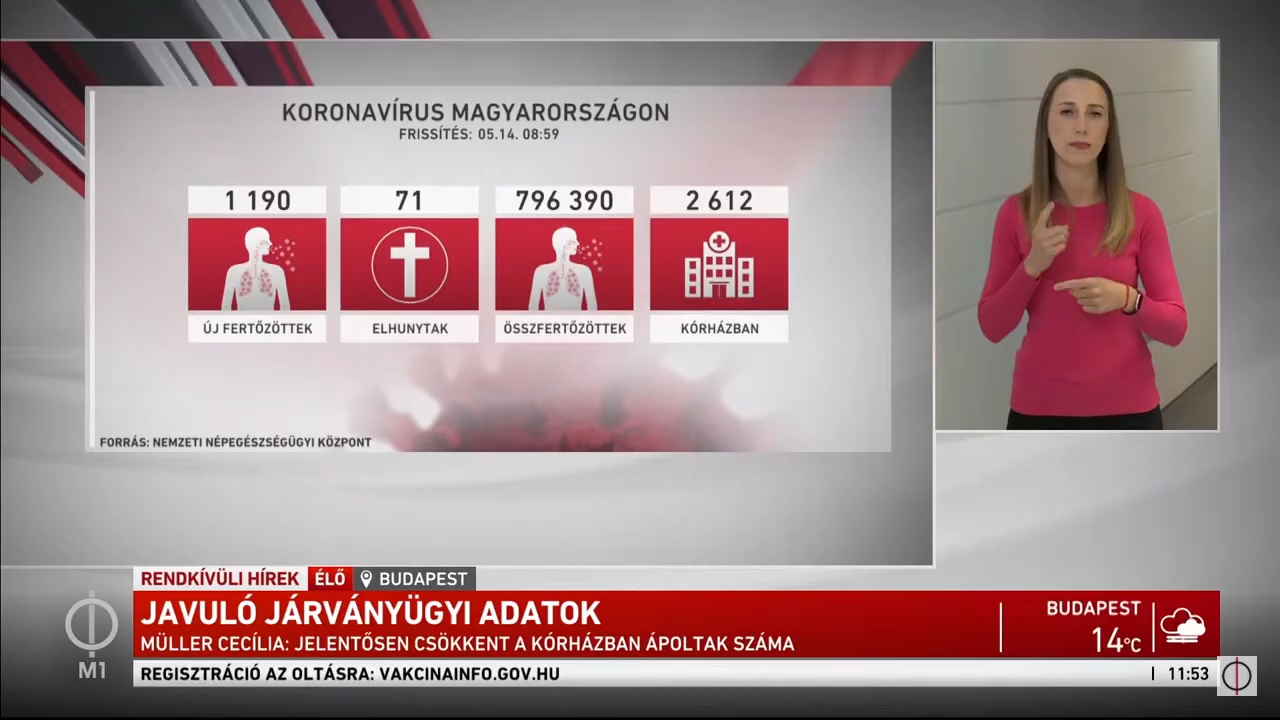 KORONAVÍRUS MAGYARORSZÁGON
FRISSÍTÉS: 05.14. 08:59
1 190
71
796 390
2 612
ÚJ FERTŐZÖTTEK
ELHUNYTAK
ÖSSZFERTŐZÖTTEK
KÓRHÁZBAN
FORRÁS: NEMZETI NÉPEGÉSZSÉGÜGYI KÖZPONT
RENDKÍVÜLI HÍREK ÉLŐ BUDAPEST
JAVULÓ JÁRVÁNYÜGYI ADATOK
MÜLLER CECÍLIA: JELENTŐSEN CSÖKKENT A KÓRHÁZBAN ÁPOLTAK SZÁMA
BUDAPEST
14°C
M1
REGISZTRÁCIÓ AZ OLTÁSRA: VAKCINAINFO.GOV.HU
11:53